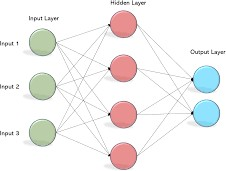 Hidden Layer
Input Layer
Input 1
Output Layer
Input 2
Input 3